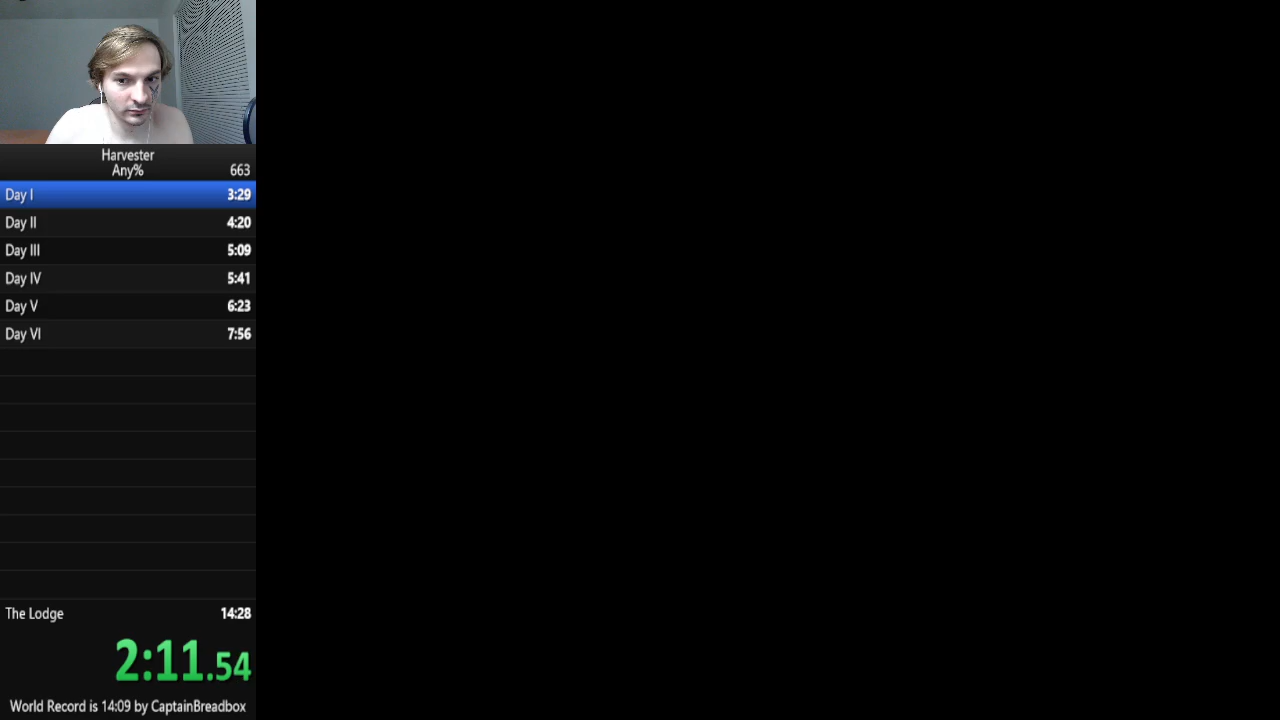 Harvester
Any% 663
Day I 3:29
Day II 4:20
Day III 5:09
Day IV 5:41
Day V 6:23
Day VI 7:56
The Lodge 14:28
2:11.54
World Record is 14:09 by CaptainBreadbox